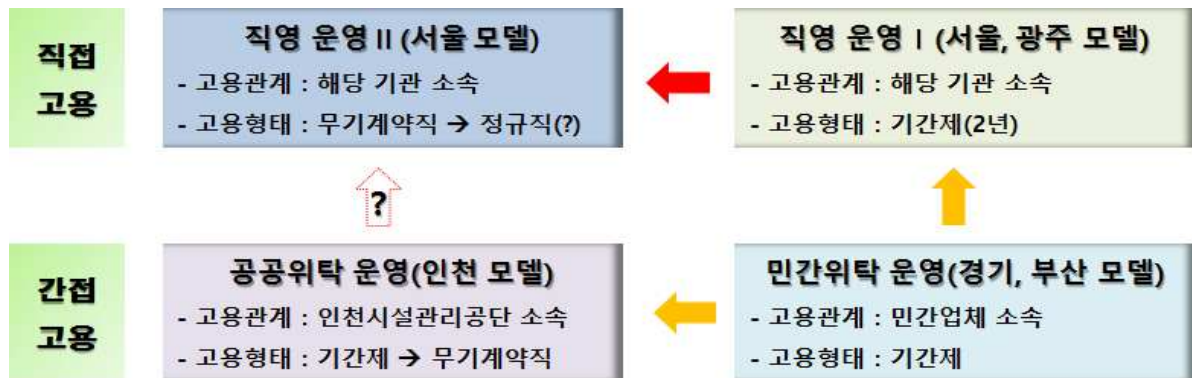 직접
고용
직영 운영 II (서울 모델)
- 고용관계 : 해당 기관 소속
- 고용형태 : 무기계약직 → 정규직(?)
직영 운영 I (서울, 광주 모델)
- 고용관계 : 해당 기관 소속
- 고용형태 : 기간제(2년)
?
간접
고용
공공위탁 운영(인천 모델)
- 고용관계 : 인천시설관리공단 소속
- 고용형태 : 기간제 → 무기계약직
민간위탁 운영(경기, 부산 모델)
- 고용관계 : 민간업체 소속
- 고용형태 : 기간제